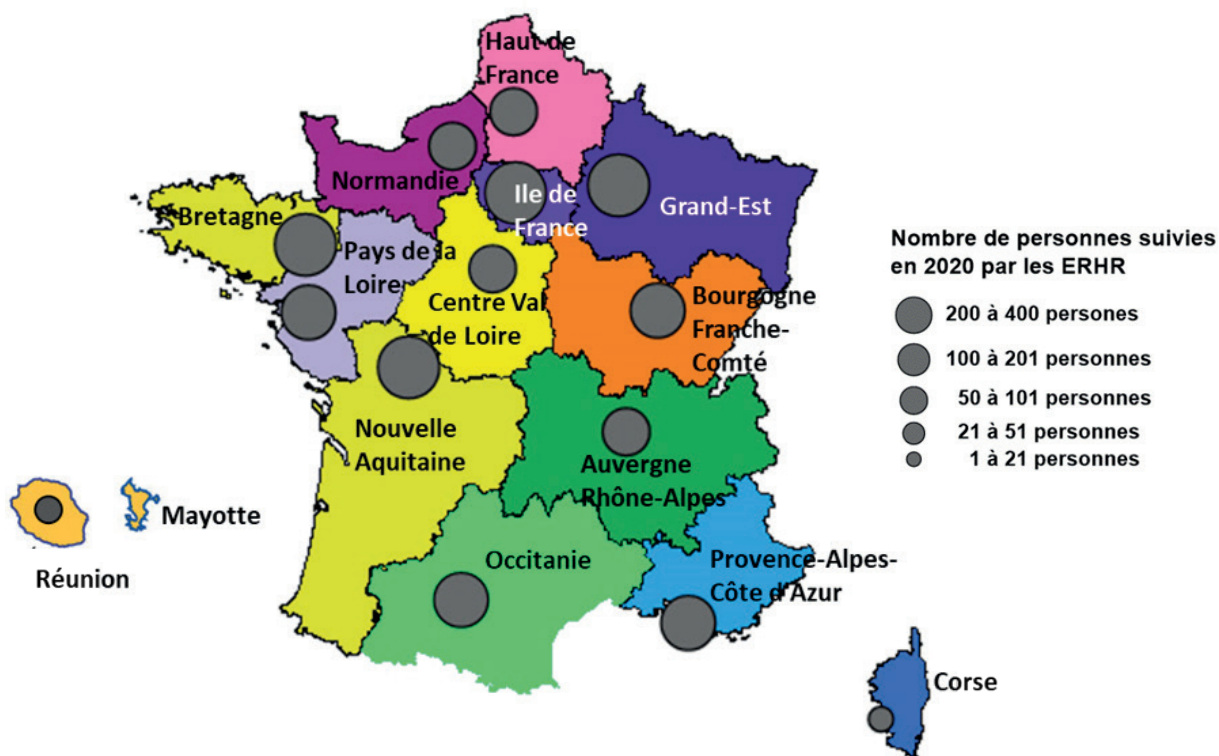 Haut-de
France
Normandie
Ile de
France
Grand-Est
Bretagne
Pays de la
Loire
Centre Val
de Loire
Bourgogne
Franche-
Comté
Nouvelle
Aquitaine
Auvergne
Rhône-Alpes
Occitanie
Provence-Alpes-
Côte d'Azur
Mayotte
Réunion
Corse
Nombre de personnes suivies
en 2020 par les ERHR
200 à 400 persones
100 à 201 personnes
50 à 101 personnes
21 à 51 personnes
1 à 21 personnes